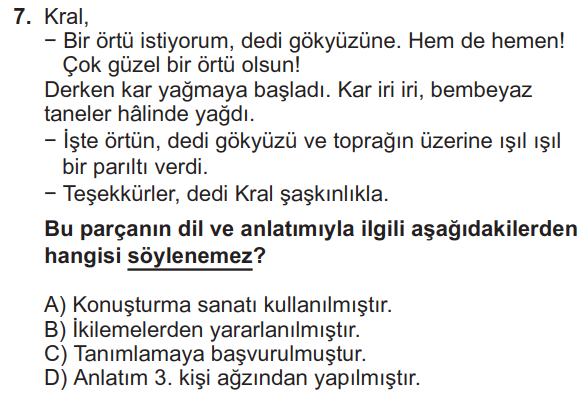 7. Kral,
− Bir örtü istiyorum, dedi gökyüzüne. Hem de hemen!
Çok güzel bir örtü olsun!
Derken kar yağmaya başladı. Kar iri iri, bembeyaz
taneler hâlinde yağdı.
− İşte örtün, dedi gökyüzü ve toprağın üzerine ışıl ışıl
bir parıltı verdi.
− Teşekkürler, dedi Kral şaşkınlıkla.
Bu parçanın dil ve anlatımıyla ilgili aşağıdakilerden
hangisi söylenemez?
A) Konuşturma sanatı kullanılmıştır.
B) İkilemelerden yararlanılmıştır.
C) Tanımlamaya başvurulmuştur.
D) Anlatım 3. kişi ağzından yapılmıştır.